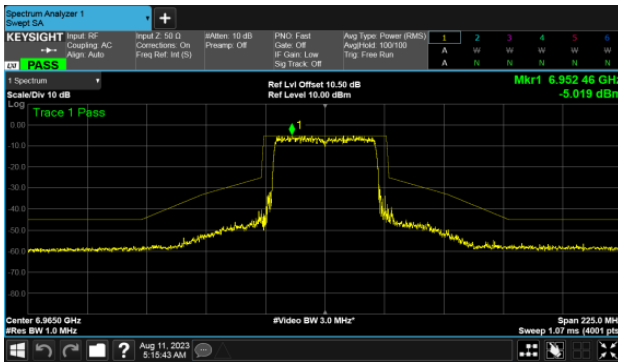 Spectrum Analyzer 1
Swept SA
+
KEYSIGHT Input: RF Input Z: 50 Ω #Atten: 10 dB PNO: Fast Avg Type: Power (RMS) 1 2 3 4 5 6
Coupling: AC Corrections: On Preamp: Off Gate: Off Avg|Hold: 100/100 A W W W W W
Align: Auto Freq Ref: Int (S) IF Gain: Low Trig: Free Run
Sig Track: Off
LXI PASS A N N N N N
1 Spectrum
Scale/Div 10 dB
Ref Lvl Offset 10.50 dB
Ref Level 10.00 dBm
Mkr1 6.952 46 GHz
-5.019 dBm
Log
Trace 1 Pass
1
0.00
-10.0
-20.0
-30.0
-40.0
-50.0
-60.0
-70.0
-80.0
Center 6.9650 GHz #Video BW 3.0 MHz* Span 225.0 MHz
#Res BW 1.0 MHz Sweep 1.07 ms (4001 pts)
? Aug 11, 2023
5:15:43 AM